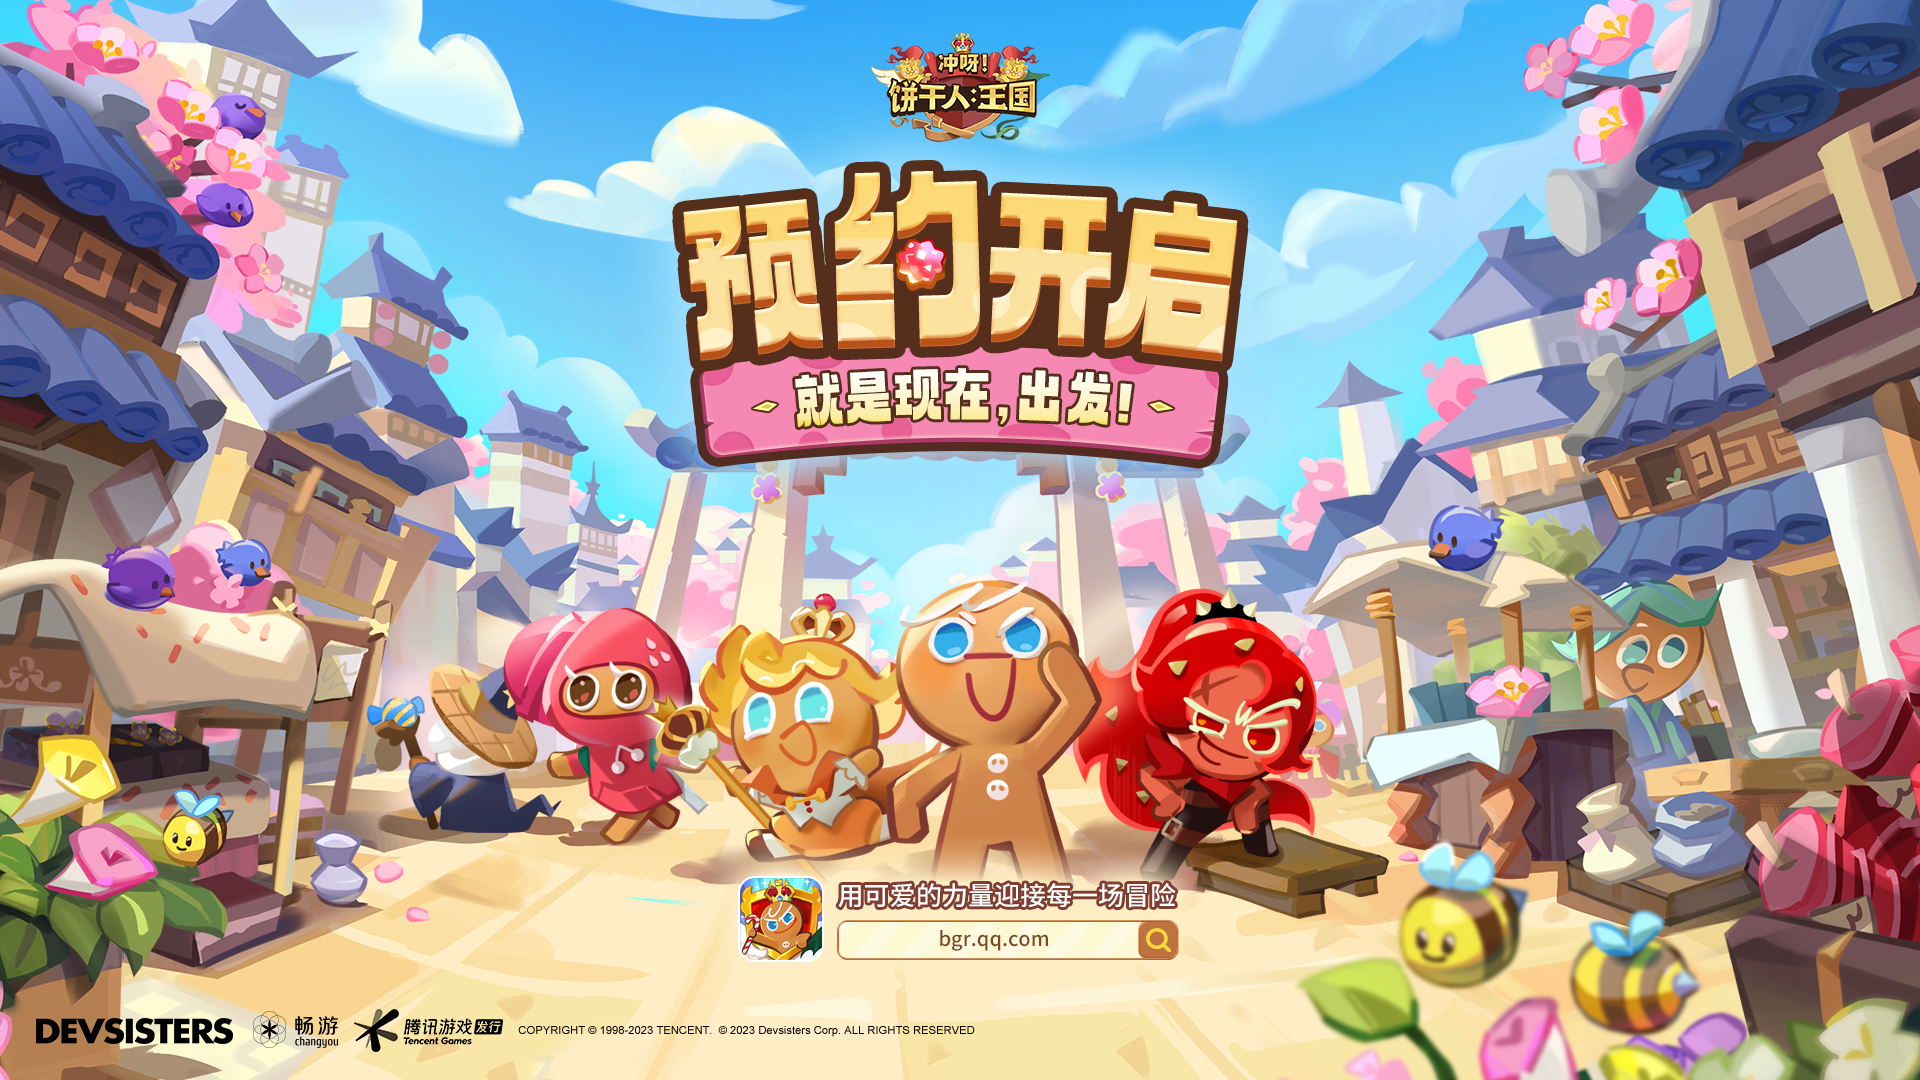 冲呀!
饼干人:王国
预约开启
就是现在,出发!
用可爱的力量迎接每一场冒险
bgr.qq.com
DEVSISTERS
畅游
changyou
腾讯游戏 发行
Tencent Games
COPYRIGHT © 1998-2023 TENCENT. © 2023 Devsisters Corp. ALL RIGHTS RESERVED